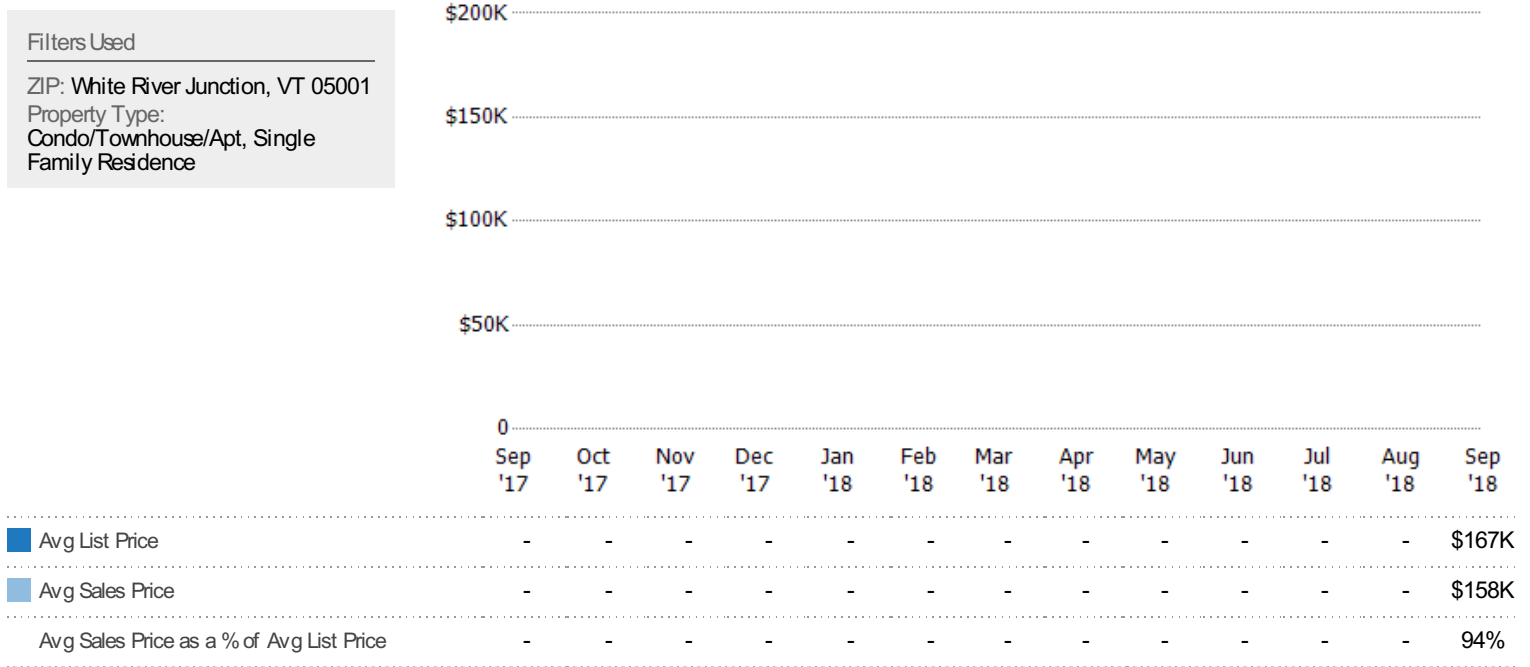 Filters Used
ZIP: White River Junction, VT 05001
Property Type:
Condo/Townhouse/Apt, Single
Family Residence
$200K
$150K
$100K
$50K
0
Sep Oct Nov Dec Jan Feb Mar Apr May Jun Jul Aug Sep
'17 '17 '17 '17 '18 '18 '18 '18 '18 '18 '18 '18 '18
Avg List Price - - - - - - - - - - - - $167K
Avg Sales Price - - - - - - - - - - - - $158K
Avg Sales Price as a % of Avg List Price - - - - - - - - - - - - 94%